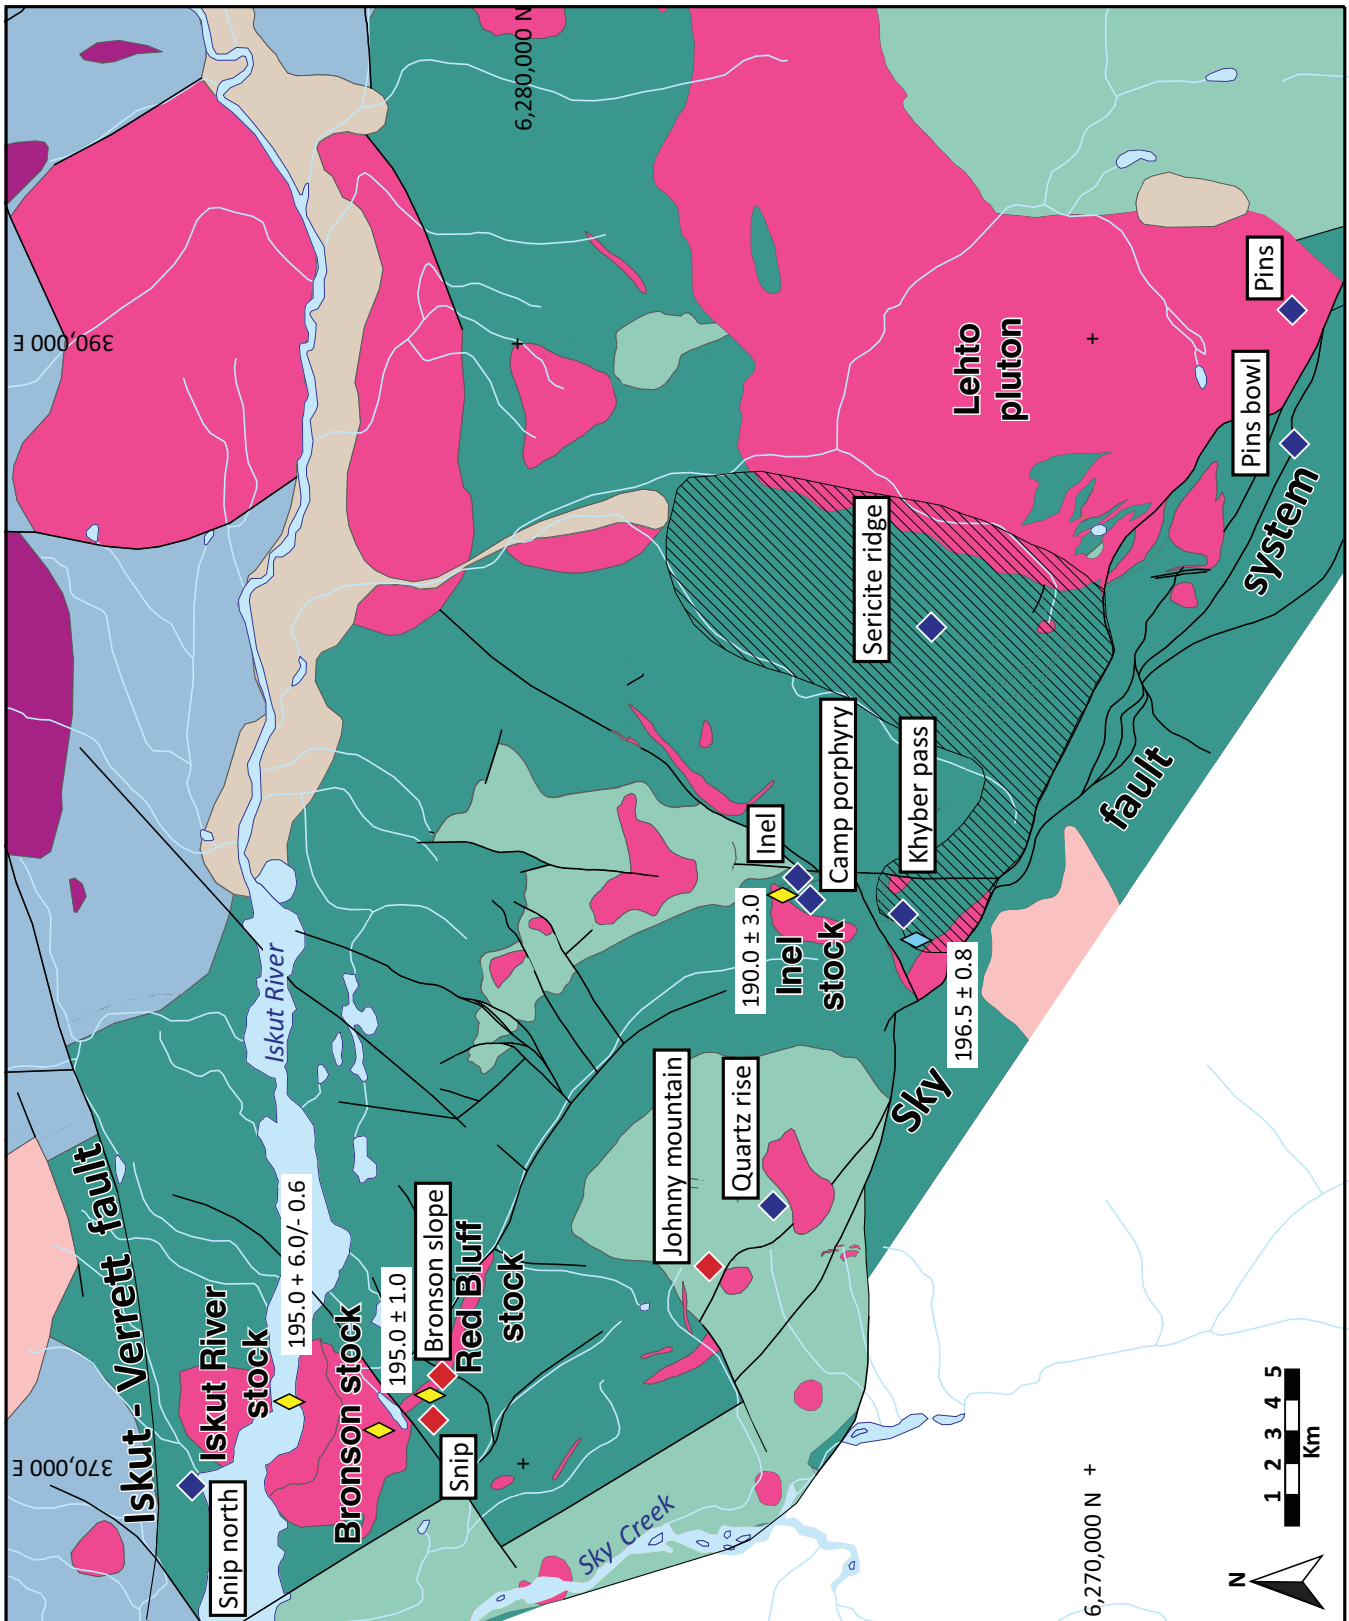 6,280,000 N
390,000 E
Pins
Lehto
pluton
Pins bowl
Sericite ridge
system
Camp porphyry
Khyber pass
Inel
fault
190.0 ± 3.0
Inel
stock
196.5 ± 0.8
Iskut River
Johnny mountain
Quartz rise
Sky
Iskut - Verrett fault
195.0 + 6.0/- 0.6
Iskut River
stock
195.0 ± 1.0
Bronson slope
Red Bluff
stock
Bronson stock
370,000 E
Snip
Snip north
Sky Creek
6,270,000 N
1 2 3 4 5
Km
N